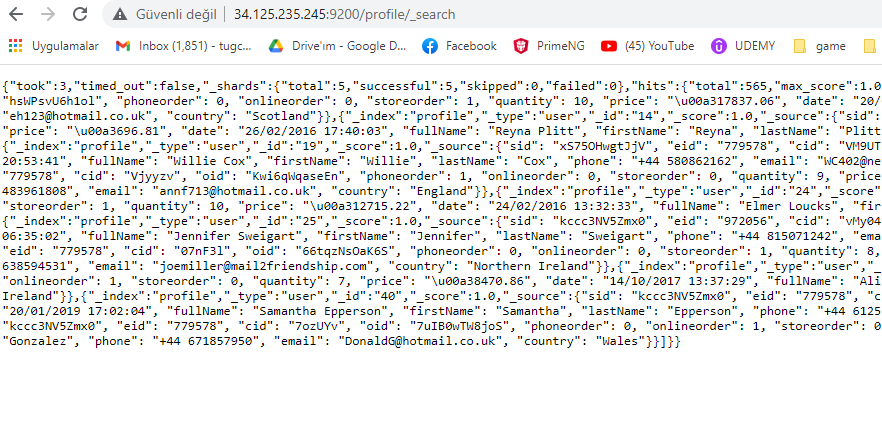 Güvenli değil | 34.125.235.245:9200/profile/_search
Uygulamalar Inbox (1,851) - tugc... Drive'ım - Google D... Facebook PrimeNG (45) YouTube UDEMY game
{"took":3,"timed_out":false,"_shards":{"total":5,"successful":5,"skipped":0,"failed":0},"hits":{"total":565,"max_score":1.0
"hsWPsvU6h1ol", "phoneorder": 0, "onlineorder": 0, "storeorder": 1, "quantity": 10, "price": "\u00a317837.06", "date": "20/
"eh123@hotmail.co.uk", "country": "Scotland"}},{"_index":"profile","_type":"user","_id":"14","_score":1.0,"_source":{"sid":
"price": "\u00a3696.81", "date": "26/02/2016 17:40:03", "fullName": "Reyna Plitt", "firstName": "Reyna", "lastName": "Plitt
{"_index":"profile","_type":"user","_id":"19","_score":1.0,"_source":{"sid": "xS75OHwgtJjV", "eid": "779578", "cid": "VM9UT
20:53:41", "fullName": "Willie Cox", "firstName": "Willie", "lastName": "Cox", "phone": "+44 580862162", "email": "WC402@ne
"779578", "cid": "Vjyyzv", "oid": "Kwi6qWqaseEn", "phoneorder": 1, "onlineorder": 0, "storeorder": 0, "quantity": 9, "price
483961808", "email": "annf713@hotmail.co.uk", "country": "England"}},{"_index":"profile","_type":"user","_id":"24","_score"
"storeorder": 1, "quantity": 10, "price": "\u00a312715.22", "date": "24/02/2016 13:32:33", "fullName": "Elmer Loucks", "fir
{"_index":"profile","_type":"user","_id":"25","_score":1.0,"_source":{"sid": "kccc3NV5Zmx0", "eid": "972056", "cid": "vMy04
06:35:02", "fullName": "Jennifer Sweigart", "firstName": "Jennifer", "lastName": "Sweigart", "phone": "+44 815071242", "ema
"eid": "779578", "cid": "07nF3l", "oid": "66tqzNsOaK6S", "phoneorder": 0, "onlineorder": 0, "storeorder": 1, "quantity": 8,
638594531", "email": "joemiller@mail2friendship.com", "country": "Northern Ireland"}},{"_index":"profile","_type":"user","_
"onlineorder": 1, "storeorder": 0, "quantity": 7, "price": "\u00a38470.86", "date": "14/10/2017 13:37:29", "fullName": "Ali
Ireland"}},{"_index":"profile","_type":"user","_id":"40","_score":1.0,"_source":{"sid": "kccc3NV5Zmx0", "eid": "779578", "c
"20/01/2019 17:02:04", "fullName": "Samantha Epperson", "firstName": "Samantha", "lastName": "Epperson", "phone": "+44 6125
"kccc3NV5Zmx0", "eid": "779578", "cid": "7ozUYv", "oid": "7uIB0wTW8joS", "phoneorder": 0, "onlineorder": 1, "storeorder": 0
"Gonzalez", "phone": "+44 671857950", "email": "DonaldG@hotmail.co.uk", "country": "Wales"}}]}}